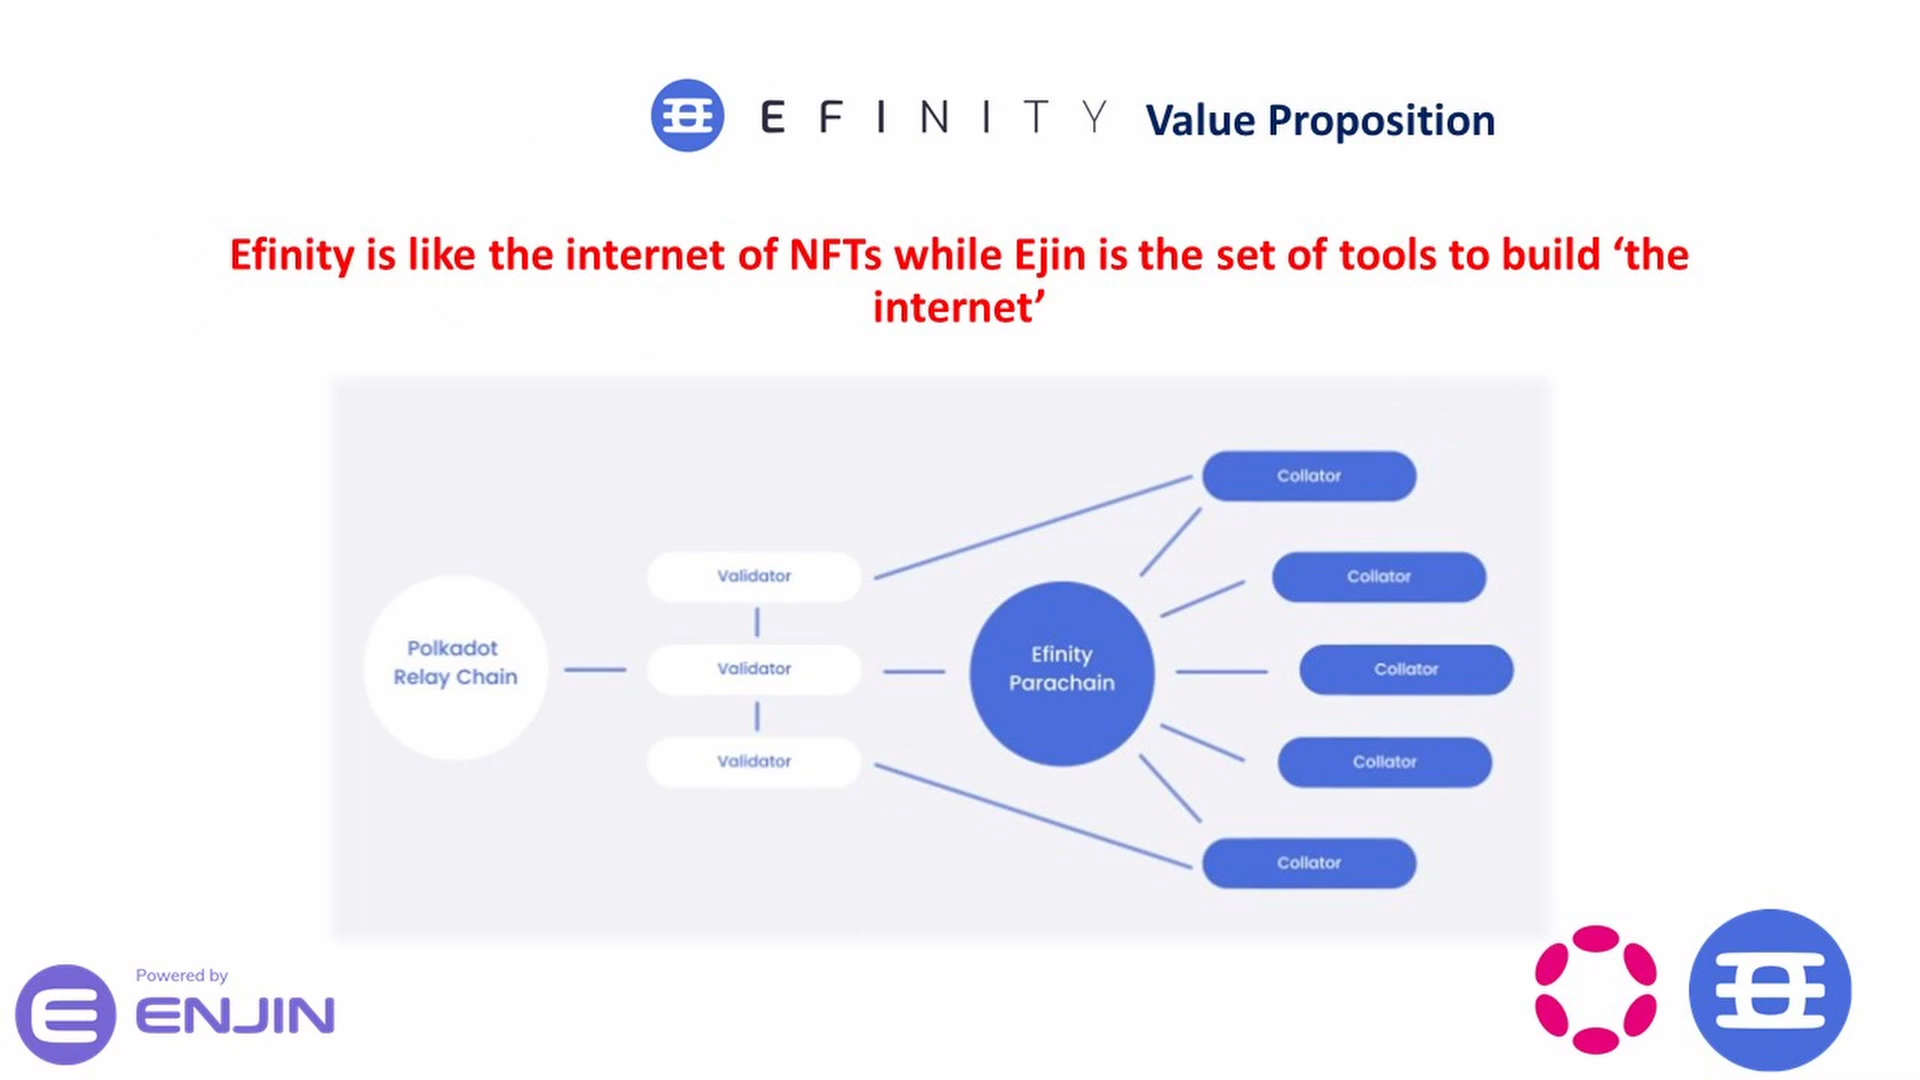 EFINITY Value Proposition
Efinity is like the internet of NFTs while Ejin is the set of tools to build ‘the
internet’
Collator
Validator
Collator
Polkadot
Relay Chain
Validator
Efinity
Parachain
Collator
Validator
Collator
Collator
Powered by
ENJIN